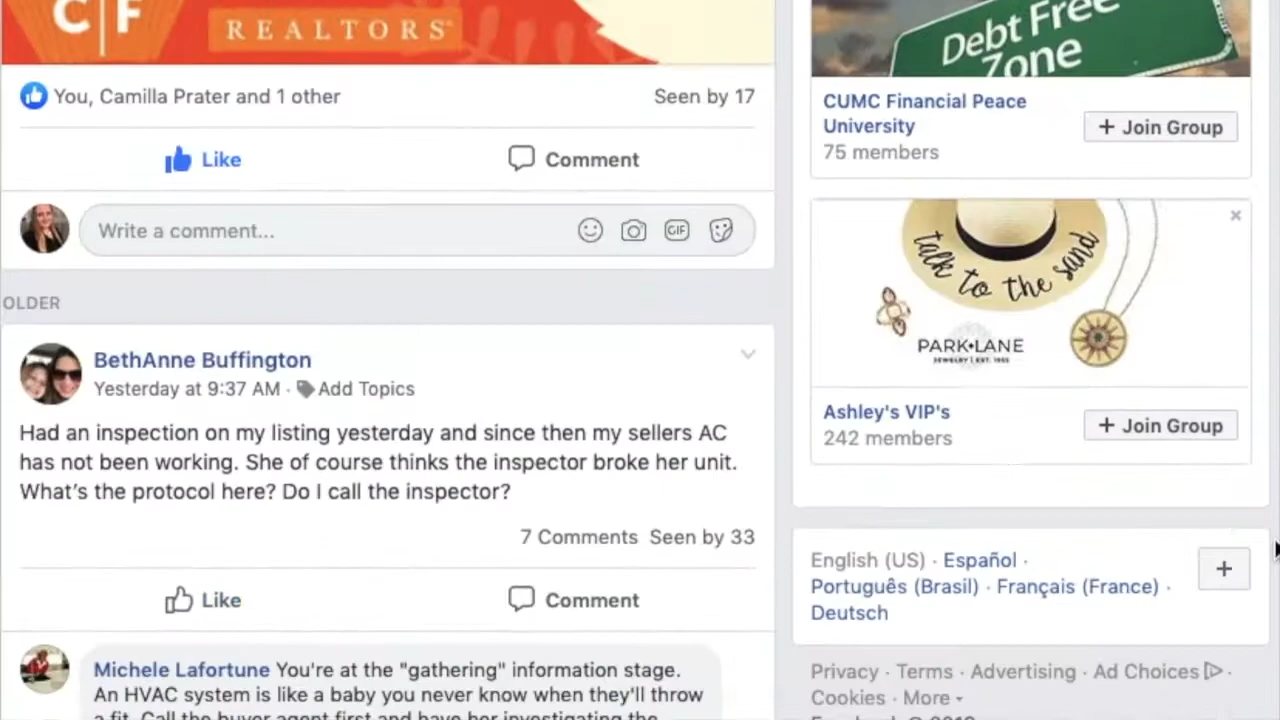 CF
REALTORS
You, Camilla Prater and 1 other
Seen by 17
Like
Comment
Write a comment...
GIF
OLDER
BethAnne Buffington
Yesterday at 9:37 AM · Add Topics
Had an inspection on my listing yesterday and since then my sellers AC
has not been working. She of course thinks the inspector broke her unit.
What's the protocol here? Do I call the inspector?
7 Comments Seen by 33
Like
Comment
Michele Lafortune You're at the "gathering" information stage.
An HVAC system is like a baby you never know when they'll throw
a fit. Call the buyer agent first and have her investigating the
Debt Free
Zone
CUMC Financial Peace
University
75 members
+ Join Group
talk to the sand
PARK LANE
JEWELRY | EST. 1955
Ashley's VIP's
242 members
+ Join Group
English (US) · Español ·
Português (Brasil) · Français (France) ·
Deutsch
+
Privacy · Terms · Advertising · Ad Choices ·
Cookies · More
Facebook © 2019